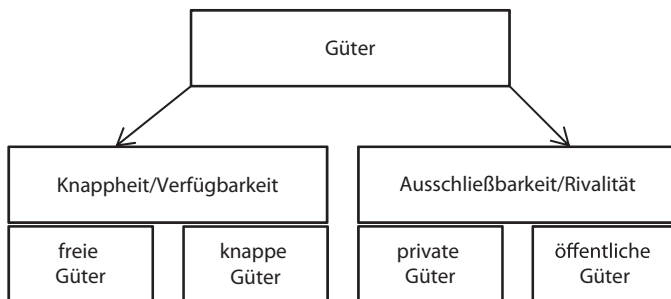 Güter
Knappheit/Verfügbarkeit
Ausschließbarkeit/Rivalität
freie
Güter
knappe
Güter
private
Güter
öffentliche
Güter